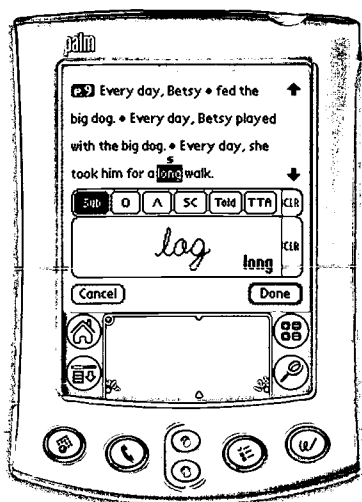 palm
p.9 Every day, Betsy • fed the
big dog. • Every day, Betsy played
with the big dog. • Every day, she
s
took him for a long walk.
Sub O Λ SC Told TTA CLR
log CLR
long
Cancel Done